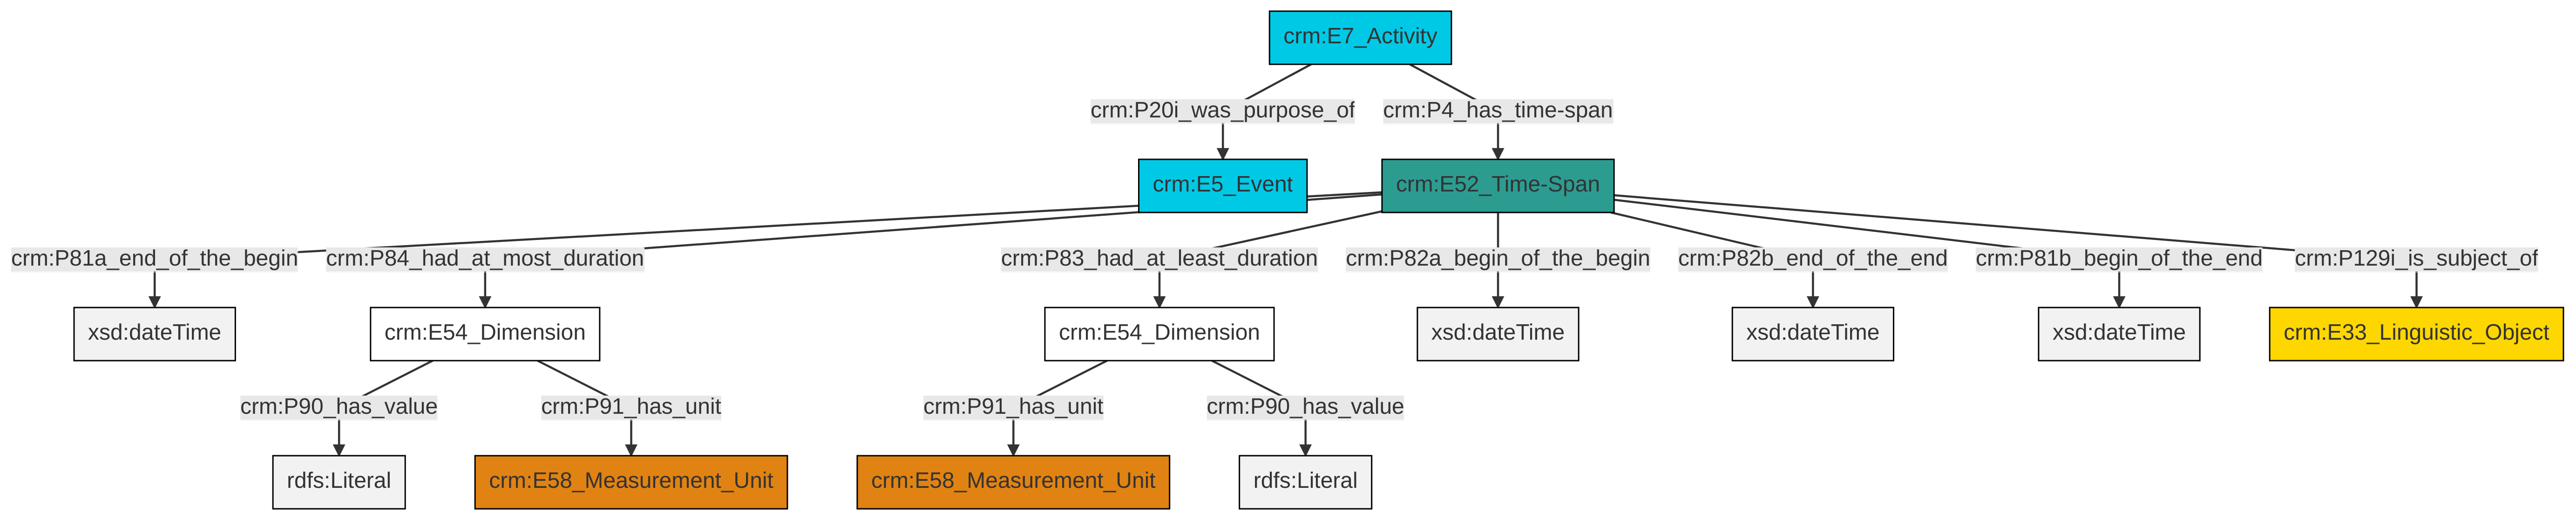 crm:E7_Activity
crm:P20i_was_purpose_of
crm:P4_has_time-span
crm:E5_Event
crm:E52_Time-Span
crm:P81a_end_of_the_begin
crm:P84_had_at_most_duration
crm:P83_had_at_least_duration
crm:P82a_begin_of_the_begin
crm:P82b_end_of_the_end
crm:P81b_begin_of_the_end
crm:P129i_is_subject_of
xsd:dateTime
crm:E54_Dimension
crm:E54_Dimension
xsd:dateTime
xsd:dateTime
xsd:dateTime
crm:E33_Linguistic_Object
crm:P90_has_value
crm:P91_has_unit
crm:P91_has_unit
crm:P90_has_value
rdfs:Literal
crm:E58_Measurement_Unit
crm:E58_Measurement_Unit
rdfs:Literal